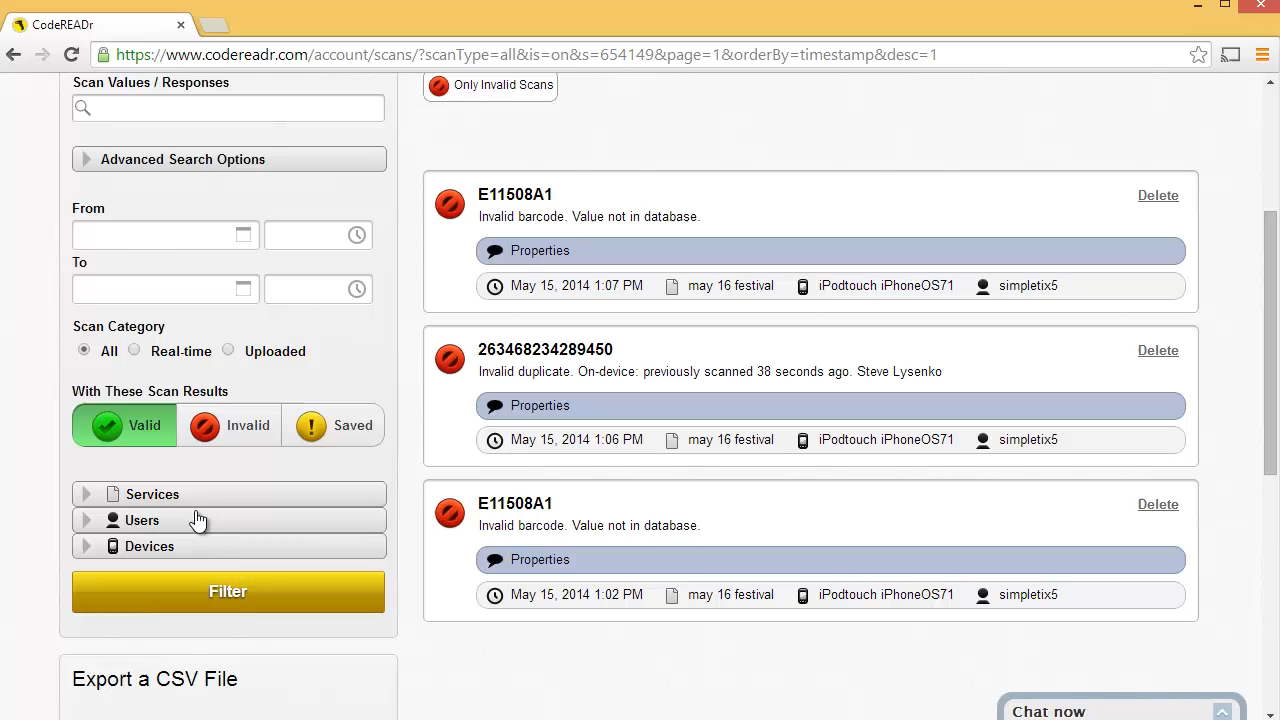 CodeREADr
https://www.codereadr.com/account/scans/?scanType=all&is=on&s=654149&page=1&orderBy=timestamp&desc=1
Scan Values / Responses
Advanced Search Options
From
To
Scan Category
All Real-time Uploaded
With These Scan Results
Valid Invalid Saved
Services
Users
Devices
Filter
Export a CSV File
Only Invalid Scans
E11508A1 Delete
Invalid barcode. Value not in database.
Properties
May 15, 2014 1:07 PM may 16 festival iPodtouch iPhoneOS71 simpletix5
263468234289450 Delete
Invalid duplicate. On-device: previously scanned 38 seconds ago. Steve Lysenko
Properties
May 15, 2014 1:06 PM may 16 festival iPodtouch iPhoneOS71 simpletix5
E11508A1 Delete
Invalid barcode. Value not in database.
Properties
May 15, 2014 1:02 PM may 16 festival iPodtouch iPhoneOS71 simpletix5
Chat now